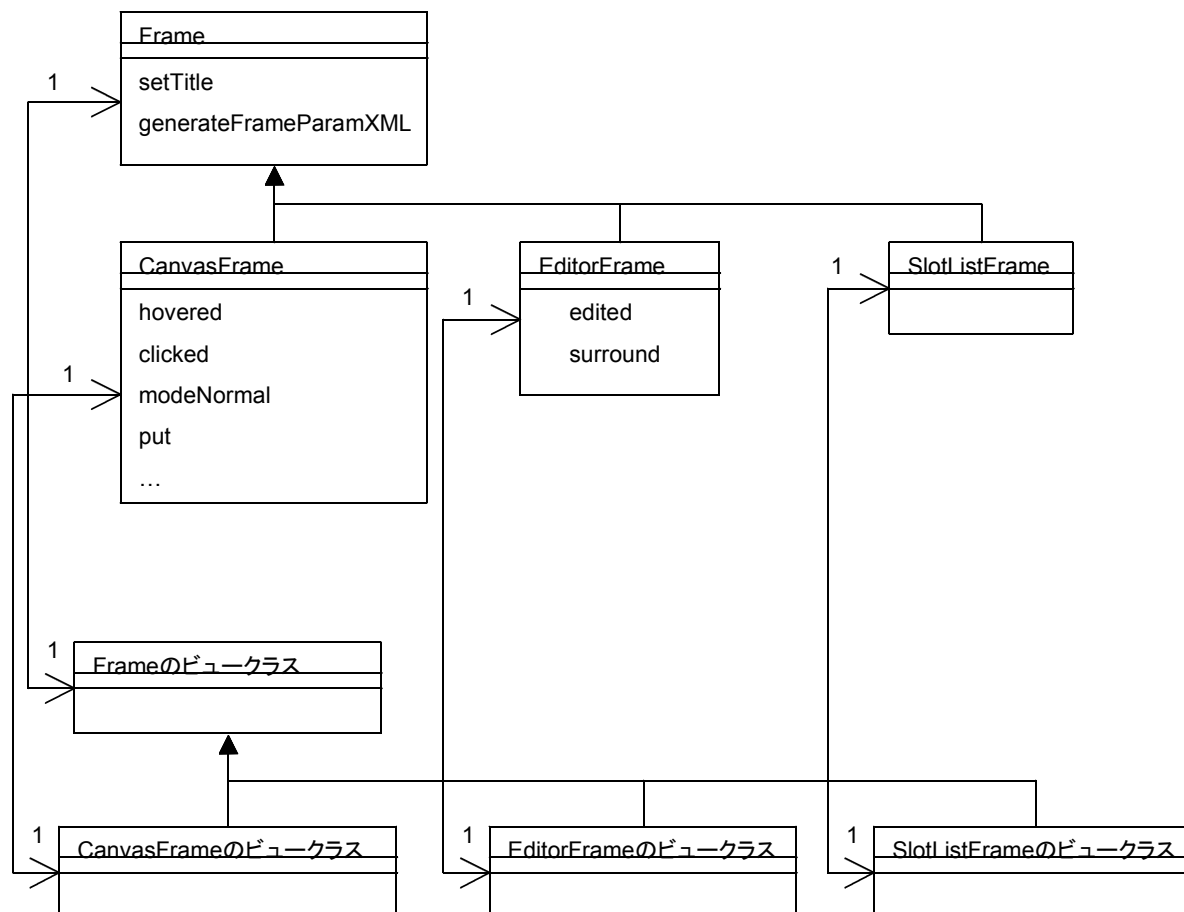 Frame
1
setTitle
generateFrameParamXML
CanvasFrame
EditorFrame
1
SlotListFrame
1
hovered
edited
clicked
surround
1
modeNormal
put
…
1
Frameのビュークラス
1
CanvasFrameのビュークラス
1
EditorFrameのビュークラス
1
SlotListFrameのビュークラス